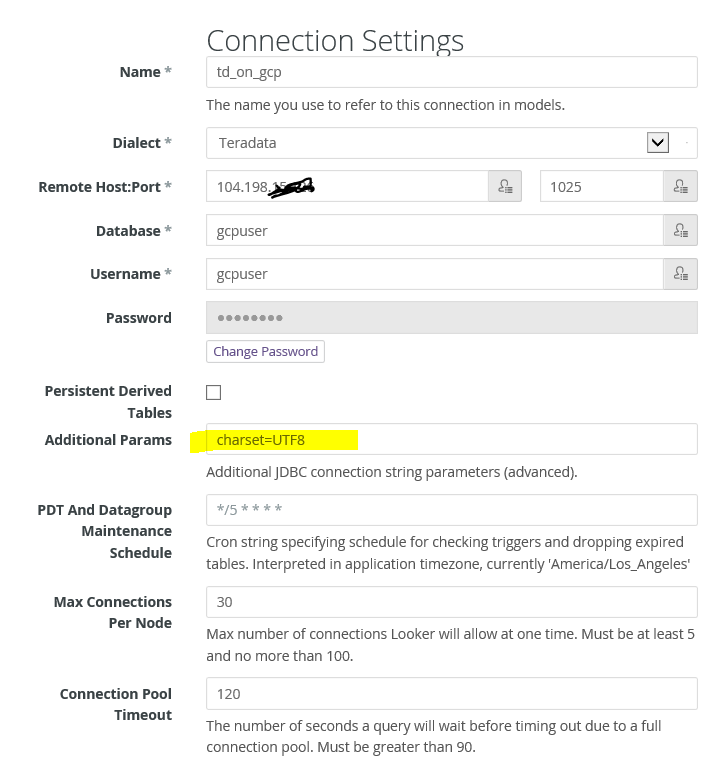 Connection Settings
Name * td_on_gcp
The name you use to refer to this connection in models.
Dialect * Teradata
Remote Host:Port * 104.198. 1025
Database * gcpuser
Username * gcpuser
Password ●●●●●●●●
Change Password
Persistent Derived
Tables
Additional Params charset=UTF8
Additional JDBC connection string parameters (advanced).
PDT And Datagroup */5 * * * *
Maintenance
Schedule
Cron string specifying schedule for checking triggers and dropping expired
tables. Interpreted in application timezone, currently 'America/Los_Angeles'
Max Connections 30
Per Node
Max number of connections Looker will allow at one time. Must be at least 5
and no more than 100.
Connection Pool 120
Timeout
The number of seconds a query will wait before timing out due to a full
connection pool. Must be greater than 90.